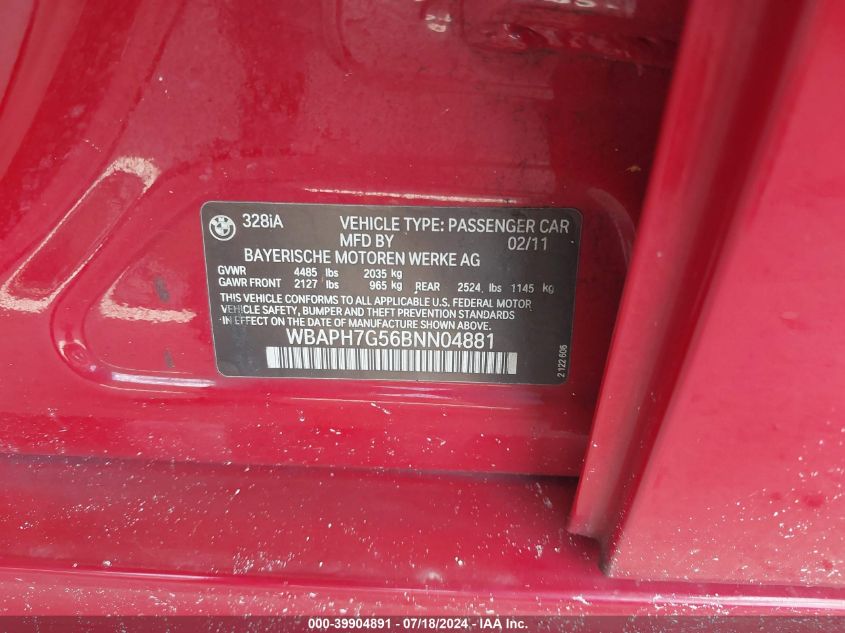 328iA VEHICLE TYPE: PASSENGER CAR
MFD BY 02/11
BAYERISCHE MOTOREN WERKE AG
GVWR 4485 lbs 2035 kg
GAWR FRONT 2127 lbs 965 kg REAR 2524 lbs 1145 kg
THIS VEHICLE CONFORMS TO ALL APPLICABLE U.S. FEDERAL MOTOR
VEHICLE SAFETY, BUMPER AND THEFT PREVENTION STANDARDS
IN EFFECT ON THE DATE OF MANUFACTURE SHOWN ABOVE.
WBAPH7G56BNN04881
2 122 606
000-39904891 / 07/18/2024 - IAA, Inc.